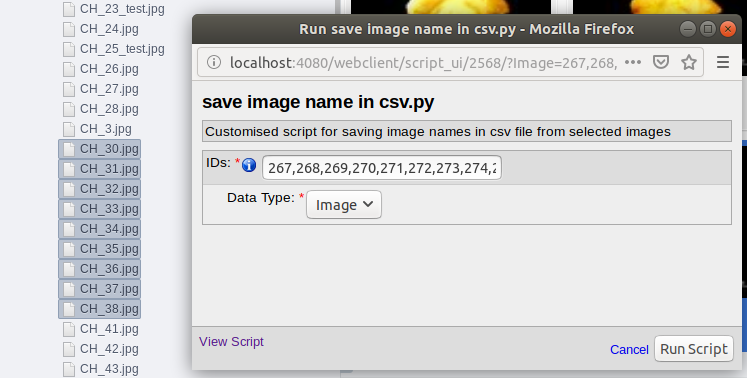 CH_23_test.jpg
CH_24.jpg
CH_25_test.jpg
CH_26.jpg
CH_27.jpg
CH_28.jpg
CH_3.jpg
CH_30.jpg
CH_31.jpg
CH_32.jpg
CH_33.jpg
CH_34.jpg
CH_35.jpg
CH_36.jpg
CH_37.jpg
CH_38.jpg
CH_41.jpg
CH_42.jpg
CH_43.jpg
Run save image name in csv.py - Mozilla Firefox
localhost:4080/webclient/script_ui/2568/?Image=267,268,
save image name in csv.py
Customised script for saving image names in csv file from selected images
IDs: * 267,268,269,270,271,272,273,274,2
Data Type: * Image
View Script
Cancel Run Script